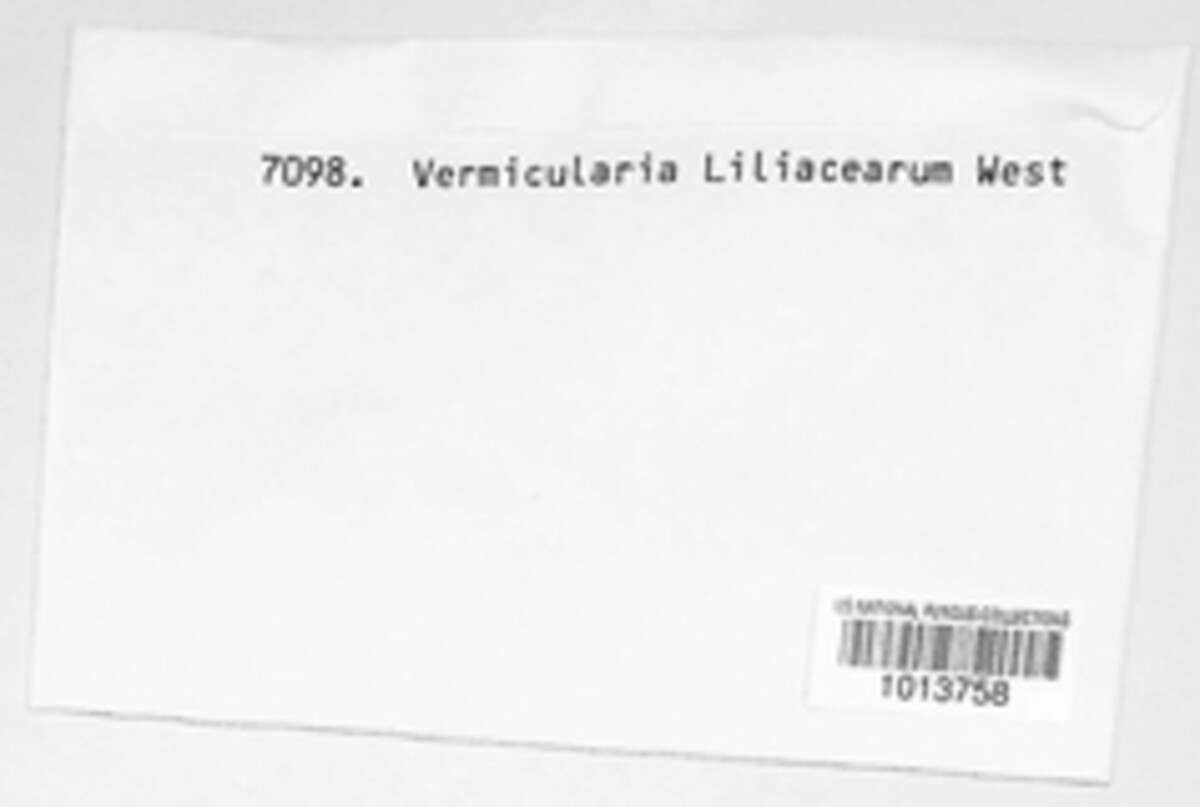 7098. Vermicularia Liliacearum West
US NATIONAL FUNGUS COLLECTIONS
1013758